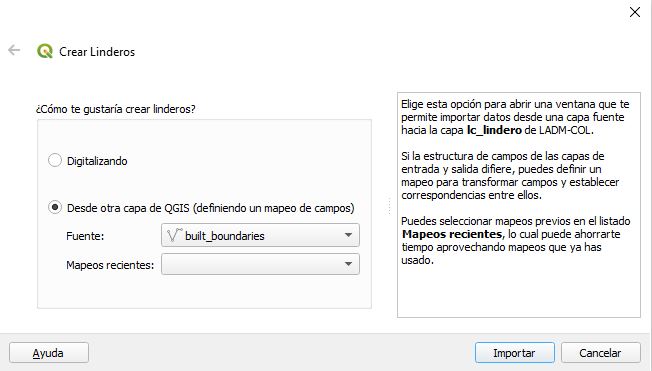 Crear Linderos
¿Cómo te gustaría crear linderos?
Digitalizando
Desde otra capa de QGIS (definiendo un mapeo de campos)
Fuente:
built_boundaries
Mapeos recientes:
Elige esta opción para abrir una ventana que te
permite importar datos desde una capa fuente
hacia la capa lc_lindero de LADM-COL.
Si la estructura de campos de las capas de
entrada y salida difiere, puedes definir un
mapeo para transformar campos y establecer
correspondencias entre ellos.
Puedes seleccionar mapeos previos en el listado
Mapeos recientes, lo cual puede ahorrarte
tiempo aprovechando mapeos que ya has
usado.
Ayuda
Importar
Cancelar